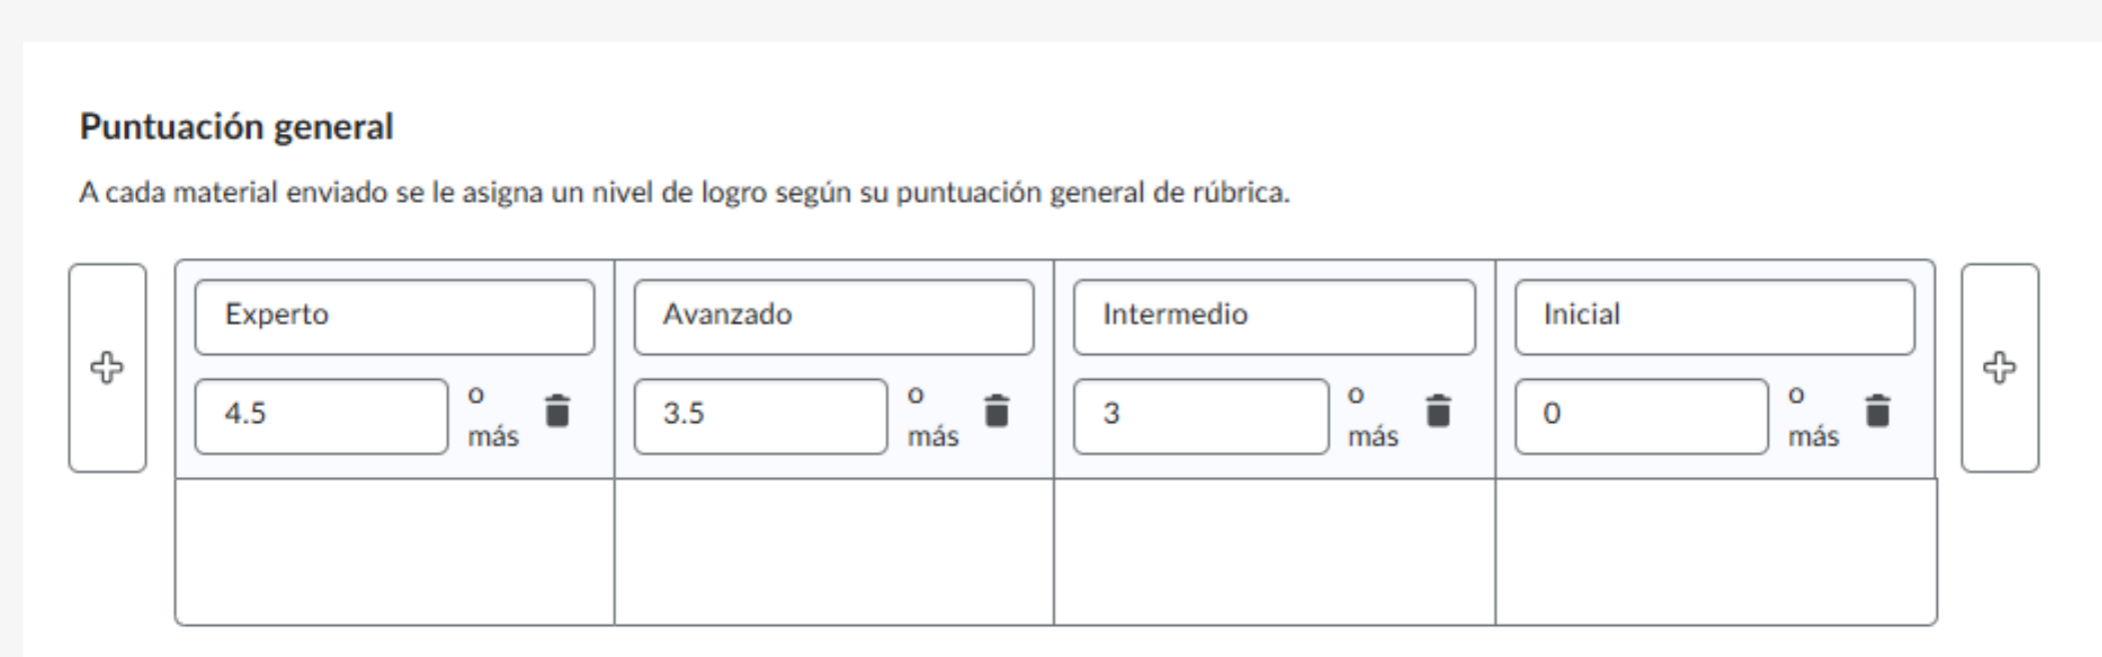 Puntuación general
A cada material enviado se le asigna un nivel de logro según su puntuación general de rúbrica.
Experto
Avanzado
Intermedio
Inicial
4.5
o
más
3.5
o
más
3
o
más
0
o
más